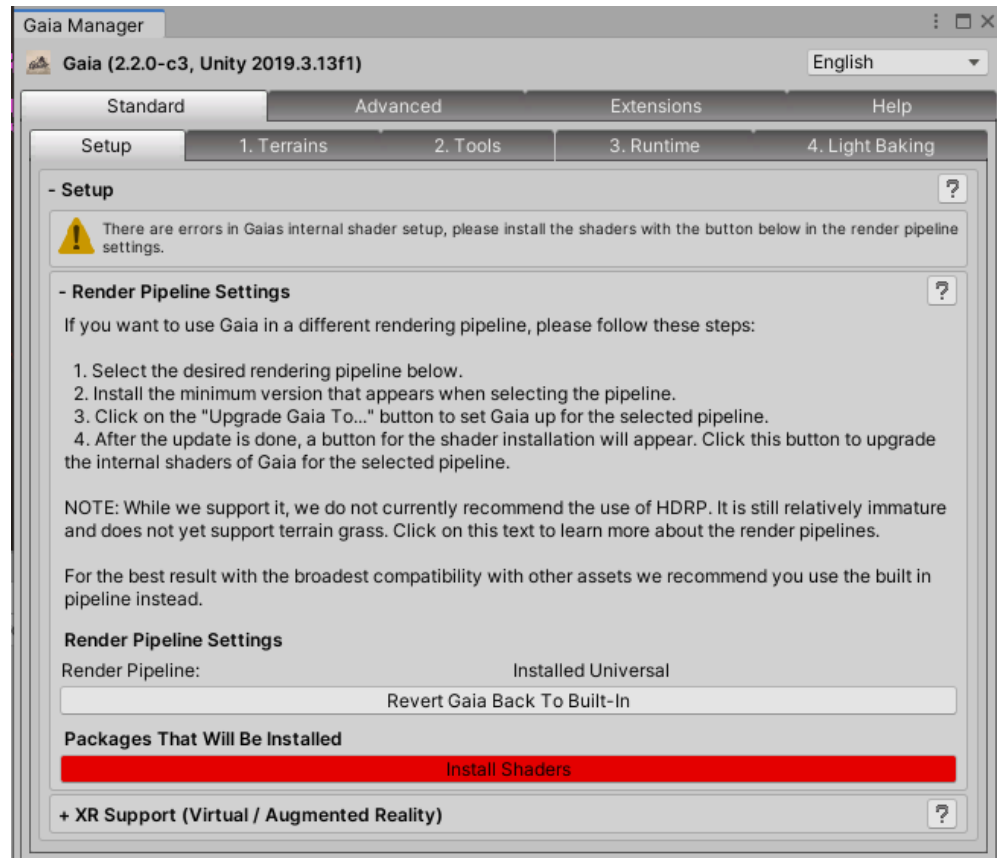 Gaia Manager
Gaia (2.2.0-c3, Unity 2019.3.13f1)
English
Standard
Advanced
Extensions
Help
Setup
1. Terrains
2. Tools
3. Runtime
4. Light Baking
- Setup
?
There are errors in Gaias internal shader setup, please install the shaders with the button below in the render pipeline
settings.
- Render Pipeline Settings
?
If you want to use Gaia in a different rendering pipeline, please follow these steps:
1. Select the desired rendering pipeline below.
2. Install the minimum version that appears when selecting the pipeline.
3. Click on the "Upgrade Gaia To..." button to set Gaia up for the selected pipeline.
4. After the update is done, a button for the shader installation will appear. Click this button to upgrade
the internal shaders of Gaia for the selected pipeline.
NOTE: While we support it, we do not currently recommend the use of HDRP. It is still relatively immature
and does not yet support terrain grass. Click on this text to learn more about the render pipelines.
For the best result with the broadest compatibility with other assets we recommend you use the built in
pipeline instead.
Render Pipeline Settings
Render Pipeline:
Installed Universal
Revert Gaia Back To Built-In
Packages That Will Be Installed
Install Shaders
+ XR Support (Virtual / Augmented Reality)
?